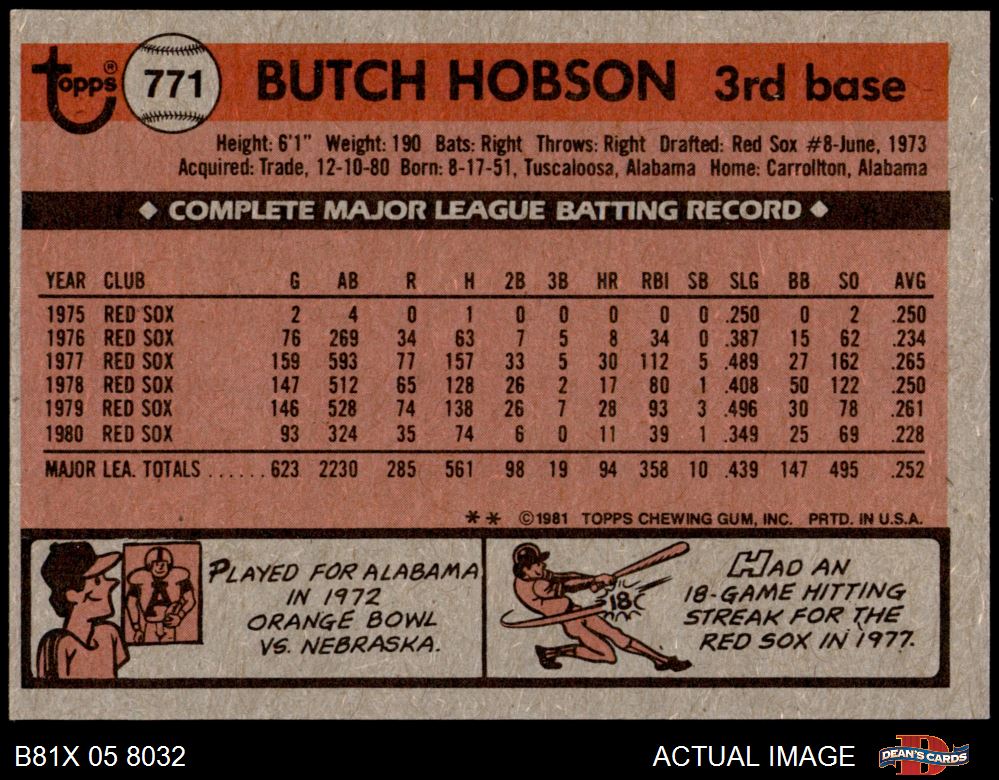 Topps® 771 BUTCH HOBSON 3rd base
Height: 6'1" Weight: 190 Bats: Right Throws: Right Drafted: Red Sox #8-June, 1973
Acquired: Trade, 12-10-80 Born: 8-17-51, Tuscaloosa, Alabama Home: Carrollton, Alabama
◆ COMPLETE MAJOR LEAGUE BATTING RECORD ◆
YEAR CLUB G AB R H 2B 3B HR RBI SB SLG BB SO AVG
1975 RED SOX 2 4 0 1 0 0 0 0 0 .250 0 2 .250
1976 RED SOX 76 269 34 63 7 5 8 34 0 .387 15 62 .234
1977 RED SOX 159 593 77 157 33 5 30 112 5 .489 27 162 .265
1978 RED SOX 147 512 65 128 26 2 17 80 1 .408 50 122 .250
1979 RED SOX 146 528 74 138 26 7 28 93 3 .496 30 78 .261
1980 RED SOX 93 324 35 74 6 0 11 39 1 .349 25 69 .228
MAJOR LEA. TOTALS ...... 623 2230 285 561 98 19 94 358 10 .439 147 495 .252
** ©1981 TOPPS CHEWING GUM, INC. PRTD. IN U.S.A.
A
PLAYED FOR ALABAMA
IN 1972
ORANGE BOWL
VS. NEBRASKA.
18
HAD AN
18-GAME HITTING
STREAK FOR THE
RED SOX IN 1977.
B81X 05 8032 ACTUAL IMAGE DEAN'S CARDS